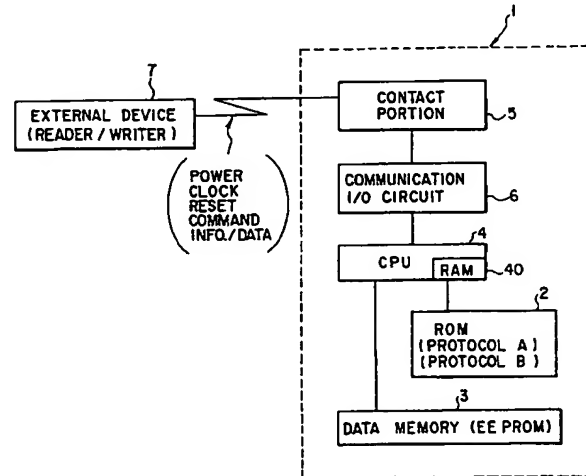 1
7
EXTERNAL DEVICE
(READER / WRITER)
POWER
CLOCK
RESET
COMMAND
INFO./DATA
CONTACT
PORTION
5
COMMUNICATION
I/O CIRCUIT
6
4
CPU
RAM
40
2
ROM
(PROTOCOL A)
(PROTOCOL B)
3
DATA MEMORY (EE PROM)